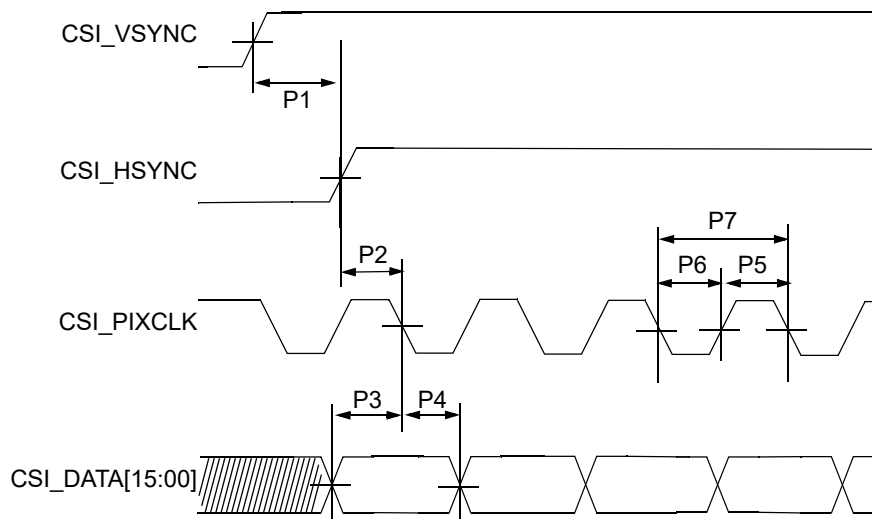 CSI_VSYNC
P1
CSI_HSYNC
P7
P2
P6
P5
CSI_PIXCLK
P3
P4
CSI_DATA[15:00]